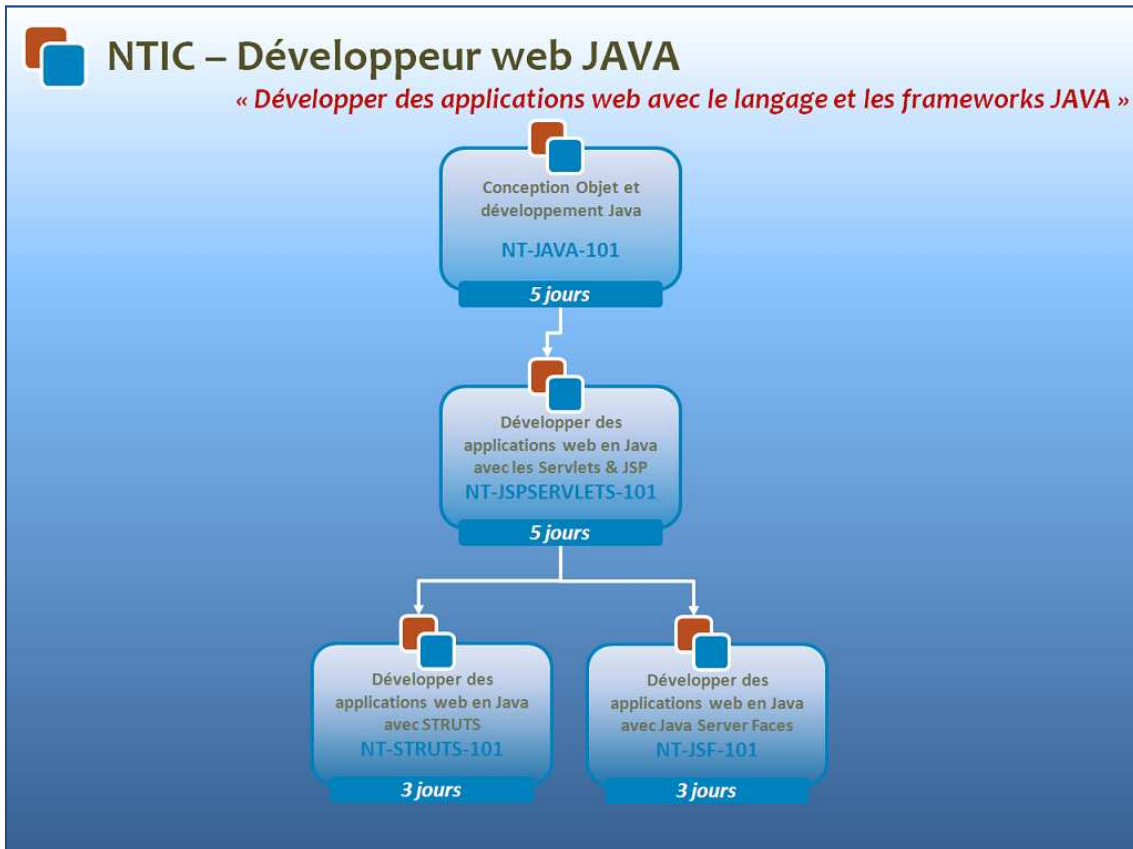 NTIC – Développeur web JAVA
« Développer des applications web avec le langage et les frameworks JAVA »
Conception Objet et
développement Java
NT-JAVA-101
5 jours
Développer des
applications web en Java
avec les Servlets & JSP
NT-JSPSERVLETS-101
5 jours
Développer des
applications web en Java
avec STRUTS
NT-STRUTS-101
3 jours
Développer des
applications web en Java
avec Java Server Faces
NT-JSF-101
3 jours